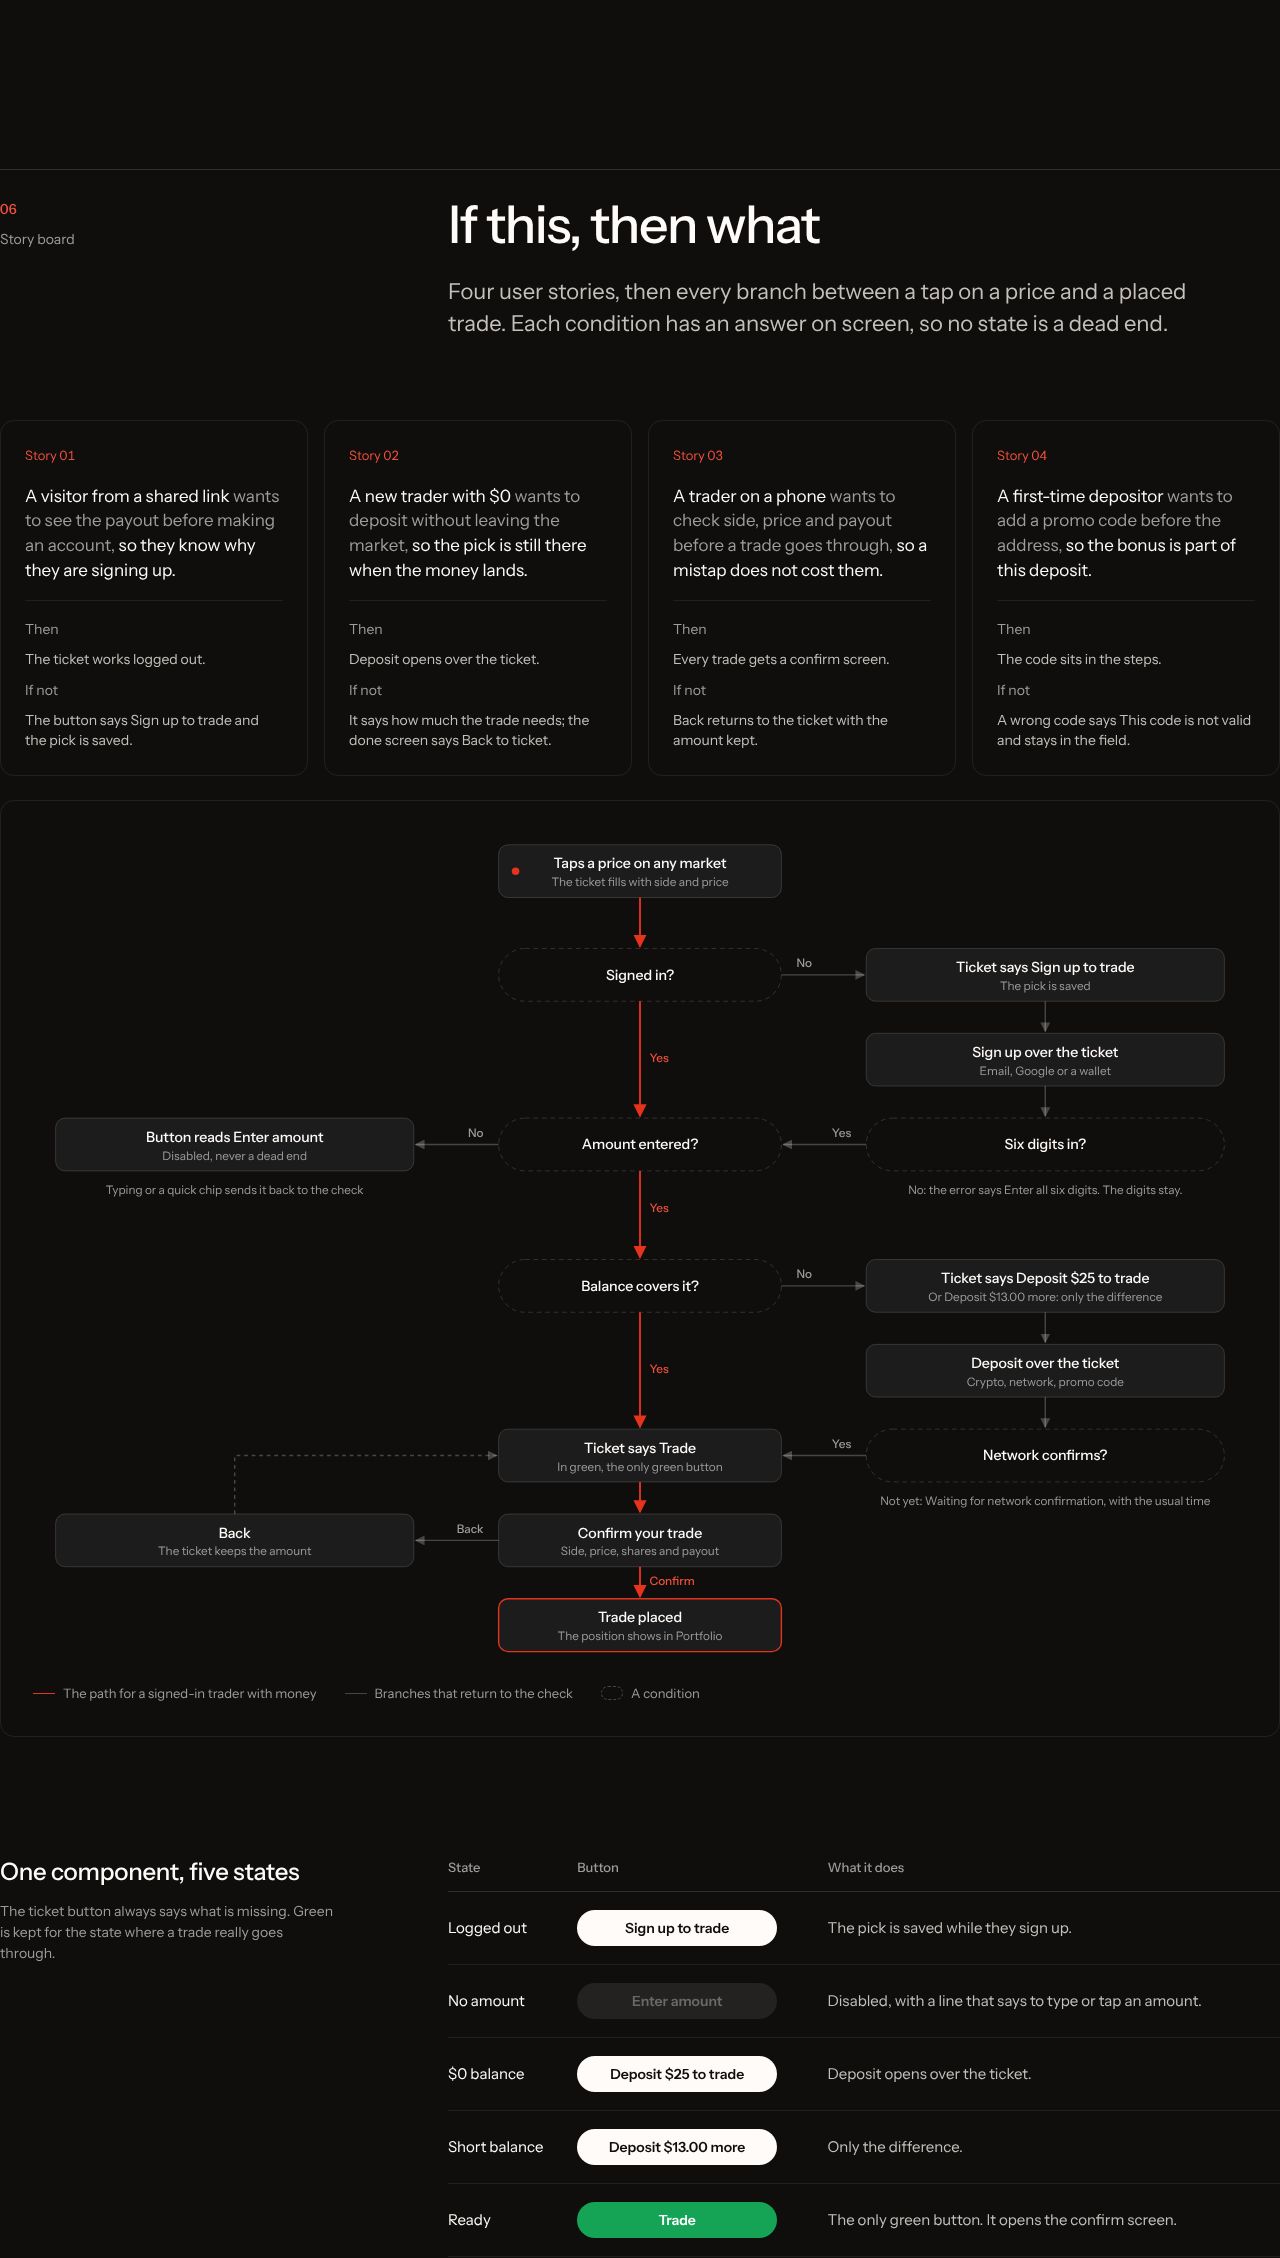 06
Story board
If this, then what
Four user stories, then every branch between a tap on a price and a placed
trade. Each condition has an answer on screen, so no state is a dead end.
Story 01
A visitor from a shared link wants
to see the payout before making
an account, so they know why
they are signing up.
Then
The ticket works logged out.
If not
The button says Sign up to trade and
the pick is saved.
Story 02
A new trader with $0 wants to
deposit without leaving the
market, so the pick is still there
when the money lands.
Then
Deposit opens over the ticket.
If not
It says how much the trade needs; the
done screen says Back to ticket.
Story 03
A trader on a phone wants to
check side, price and payout
before a trade goes through, so a
mistap does not cost them.
Then
Every trade gets a confirm screen.
If not
Back returns to the ticket with the
amount kept.
Story 04
A first-time depositor wants to
add a promo code before the
address, so the bonus is part of
this deposit.
Then
The code sits in the steps.
If not
A wrong code says This code is not valid
and stays in the field.
Taps a price on any market
The ticket fills with side and price
Signed in?
No
Ticket says Sign up to trade
The pick is saved
Yes
Sign up over the ticket
Email, Google or a wallet
Button reads Enter amount
Disabled, never a dead end
No
Amount entered?
Yes
Six digits in?
Typing or a quick chip sends it back to the check
No: the error says Enter all six digits. The digits stay.
Yes
Balance covers it?
No
Ticket says Deposit $25 to trade
Or Deposit $13.00 more: only the difference
Yes
Deposit over the ticket
Crypto, network, promo code
Ticket says Trade
In green, the only green button
Yes
Network confirms?
Not yet: Waiting for network confirmation, with the usual time
Back
The ticket keeps the amount
Back
Confirm your trade
Side, price, shares and payout
Confirm
Trade placed
The position shows in Portfolio
The path for a signed-in trader with money
Branches that return to the check
A condition
One component, five states
The ticket button always says what is missing. Green
is kept for the state where a trade really goes
through.
State
Button
What it does
Logged out
Sign up to trade
The pick is saved while they sign up.
No amount
Enter amount
Disabled, with a line that says to type or tap an amount.
$0 balance
Deposit $25 to trade
Deposit opens over the ticket.
Short balance
Deposit $13.00 more
Only the difference.
Ready
Trade
The only green button. It opens the confirm screen.